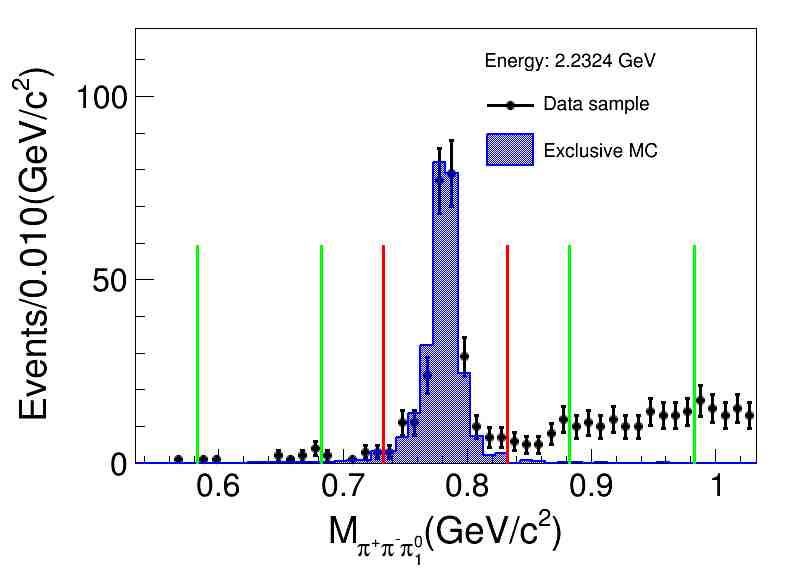 Energy: 2.2324 GeV
Data sample
Exclusive MC
Events/0.010(GeV/c²)
100
50
0
0.6 0.7 0.8 0.9 1
M_π⁺π⁻π⁰₁(GeV/c²)